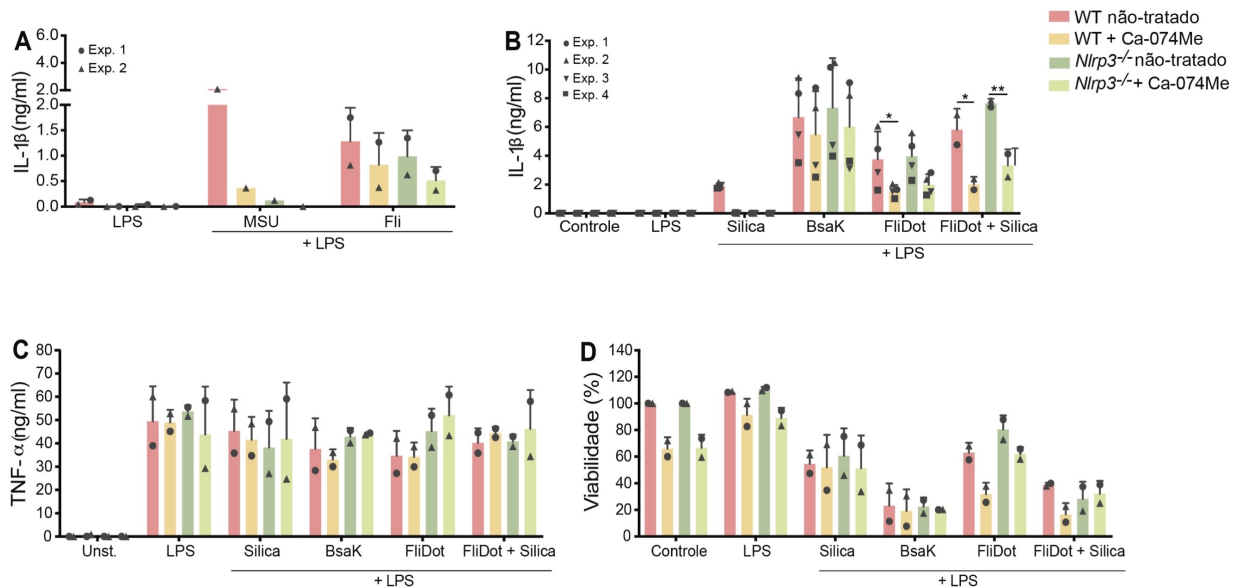 WT não-tratado
WT + Ca-074Me
Nlrp3-/- não-tratado
Nlrp3-/- + Ca-074Me
A
Exp. 1
Exp. 2
IL-1β (ng/ml)
6.0
4.0
2.0
2.0
1.5
1.0
0.5
0.0
LPS
MSU
Fli
+ LPS
B
Exp. 1
Exp. 2
Exp. 3
Exp. 4
IL-1β (ng/ml)
12
10
8
6
4
2
0
*
*
**
Controle
LPS
Silica
BsaK
FliDot
FliDot + Silica
+ LPS
C
TNF- α (ng/ml)
80
70
60
50
40
30
20
10
0
Unst.
LPS
Silica
BsaK
FliDot
FliDot + Silica
+ LPS
D
Viabilidade (%)
140
120
100
80
60
40
20
0
Controle
LPS
Silica
BsaK
FliDot
FliDot + Silica
+ LPS